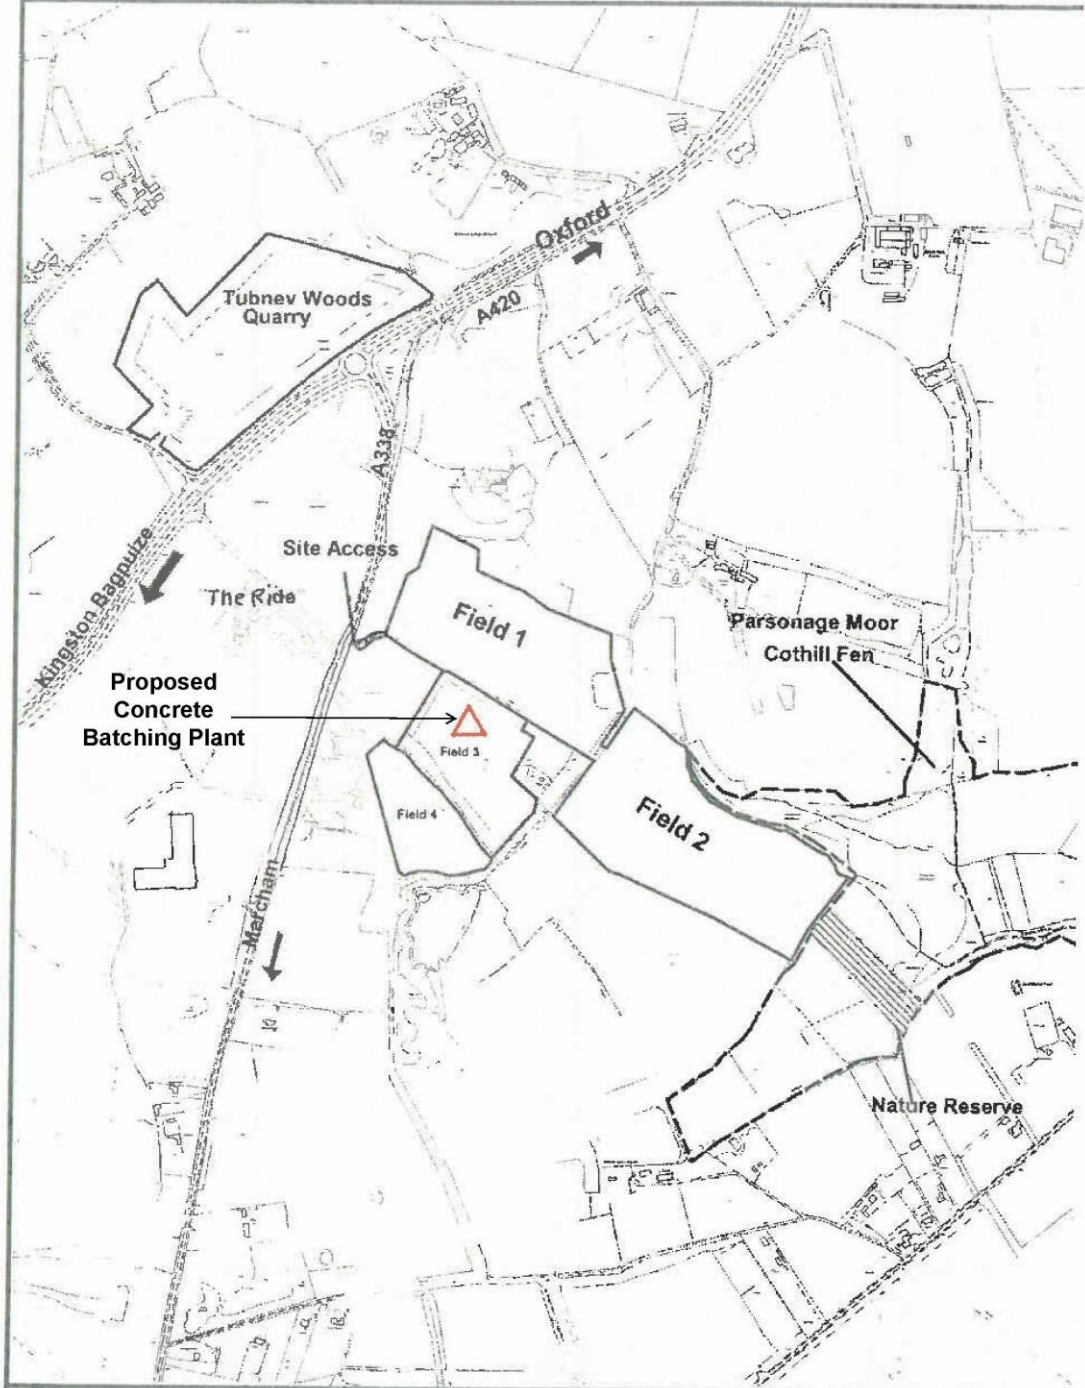 Oxford
A420
Tubney Woods
Quarry
A338
Kingston Bagpuize
Site Access
The Ride
Field 1
Parsonage Moor
Cothill Fen
Proposed
Concrete
Batching Plant
Field 3
Field 4
Field 2
Marcham
Nature Reserve